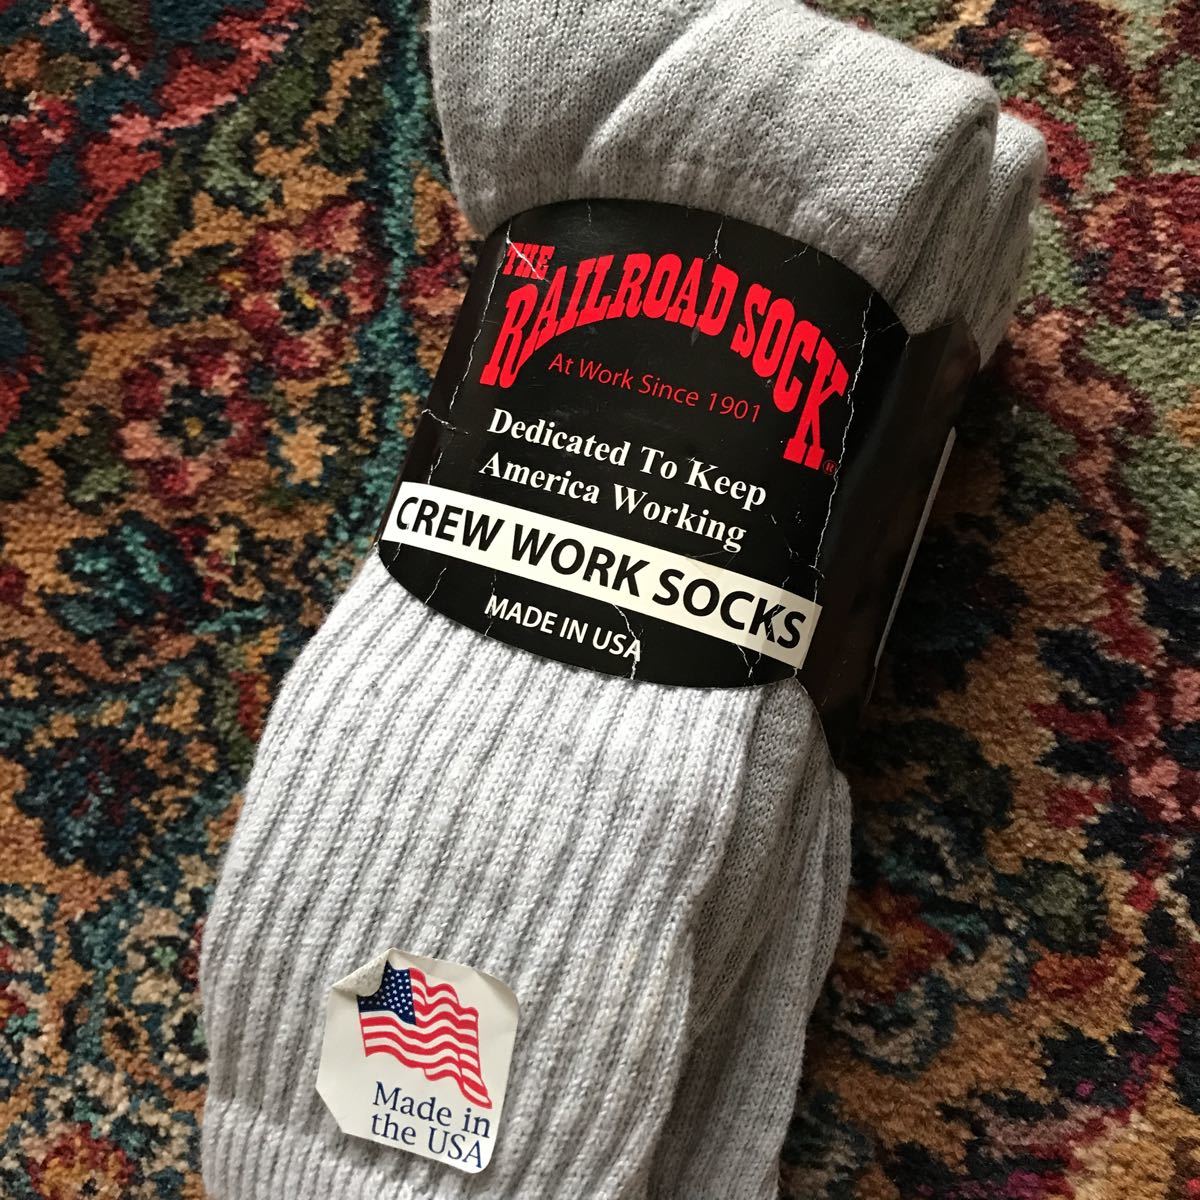 THE
RAILROAD SOCK®
At Work Since 1901
Dedicated To Keep
America Working
CREW WORK SOCKS
MADE IN USA
Made in
the USA